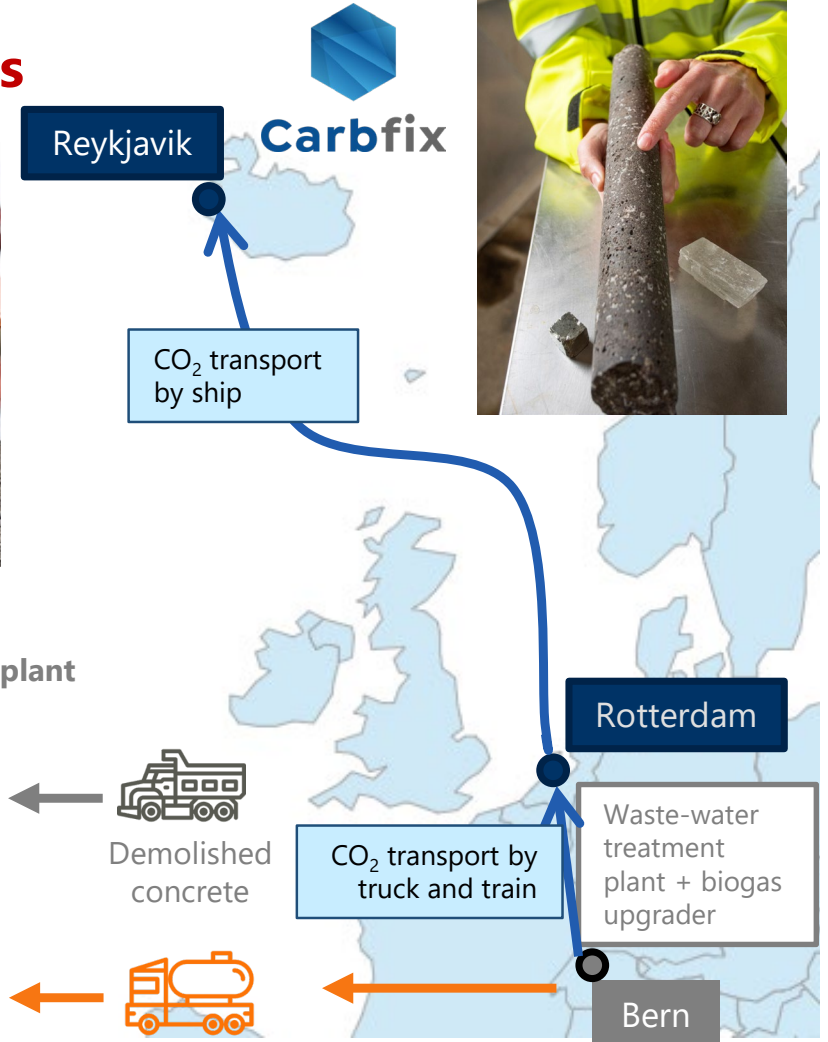 s
Reykjavik
Carbfix
CO₂ transport
by ship
plant
Rotterdam
Waste-water
treatment
plant + biogas
upgrader
Demolished
concrete
CO₂ transport by
truck and train
Bern